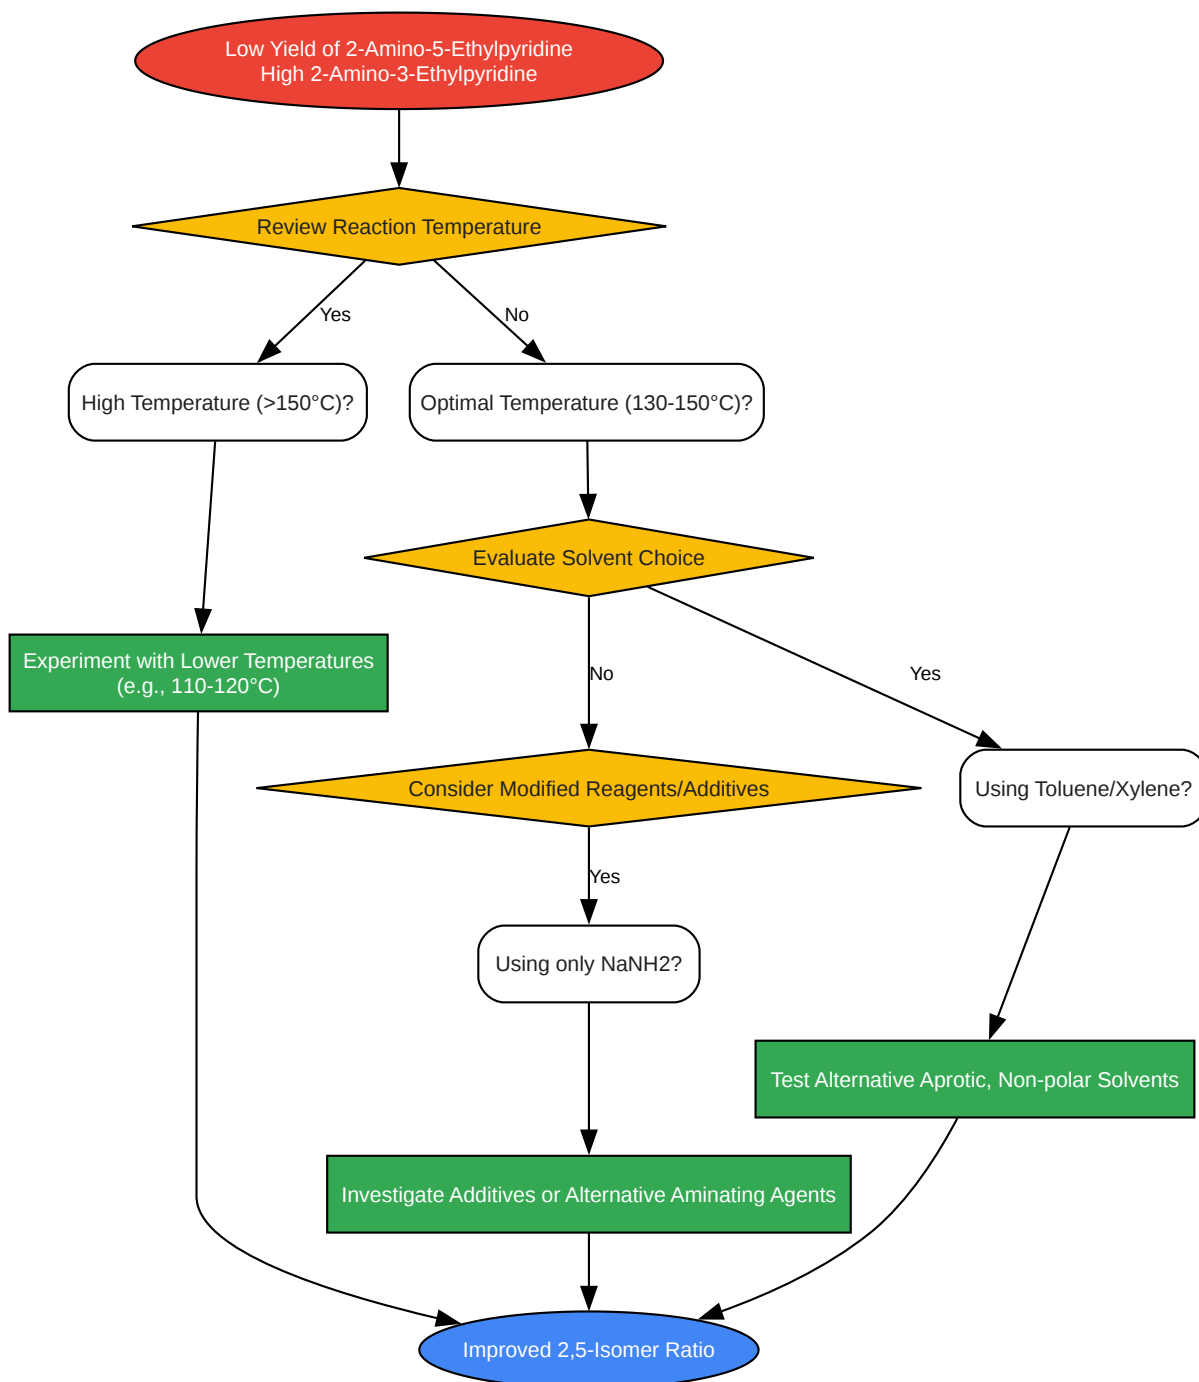 Low Yield of 2-Amino-5-Ethylpyridine
High 2-Amino-3-Ethylpyridine
Review Reaction Temperature
Yes
No
High Temperature (>150°C)?
Optimal Temperature (130-150°C)?
Evaluate Solvent Choice
Experiment with Lower Temperatures
(e.g., 110-120°C)
No
Yes
Consider Modified Reagents/Additives
Using Toluene/Xylene?
Yes
Using only NaNH2?
Test Alternative Aprotic, Non-polar Solvents
Investigate Additives or Alternative Aminating Agents
Improved 2,5-Isomer Ratio